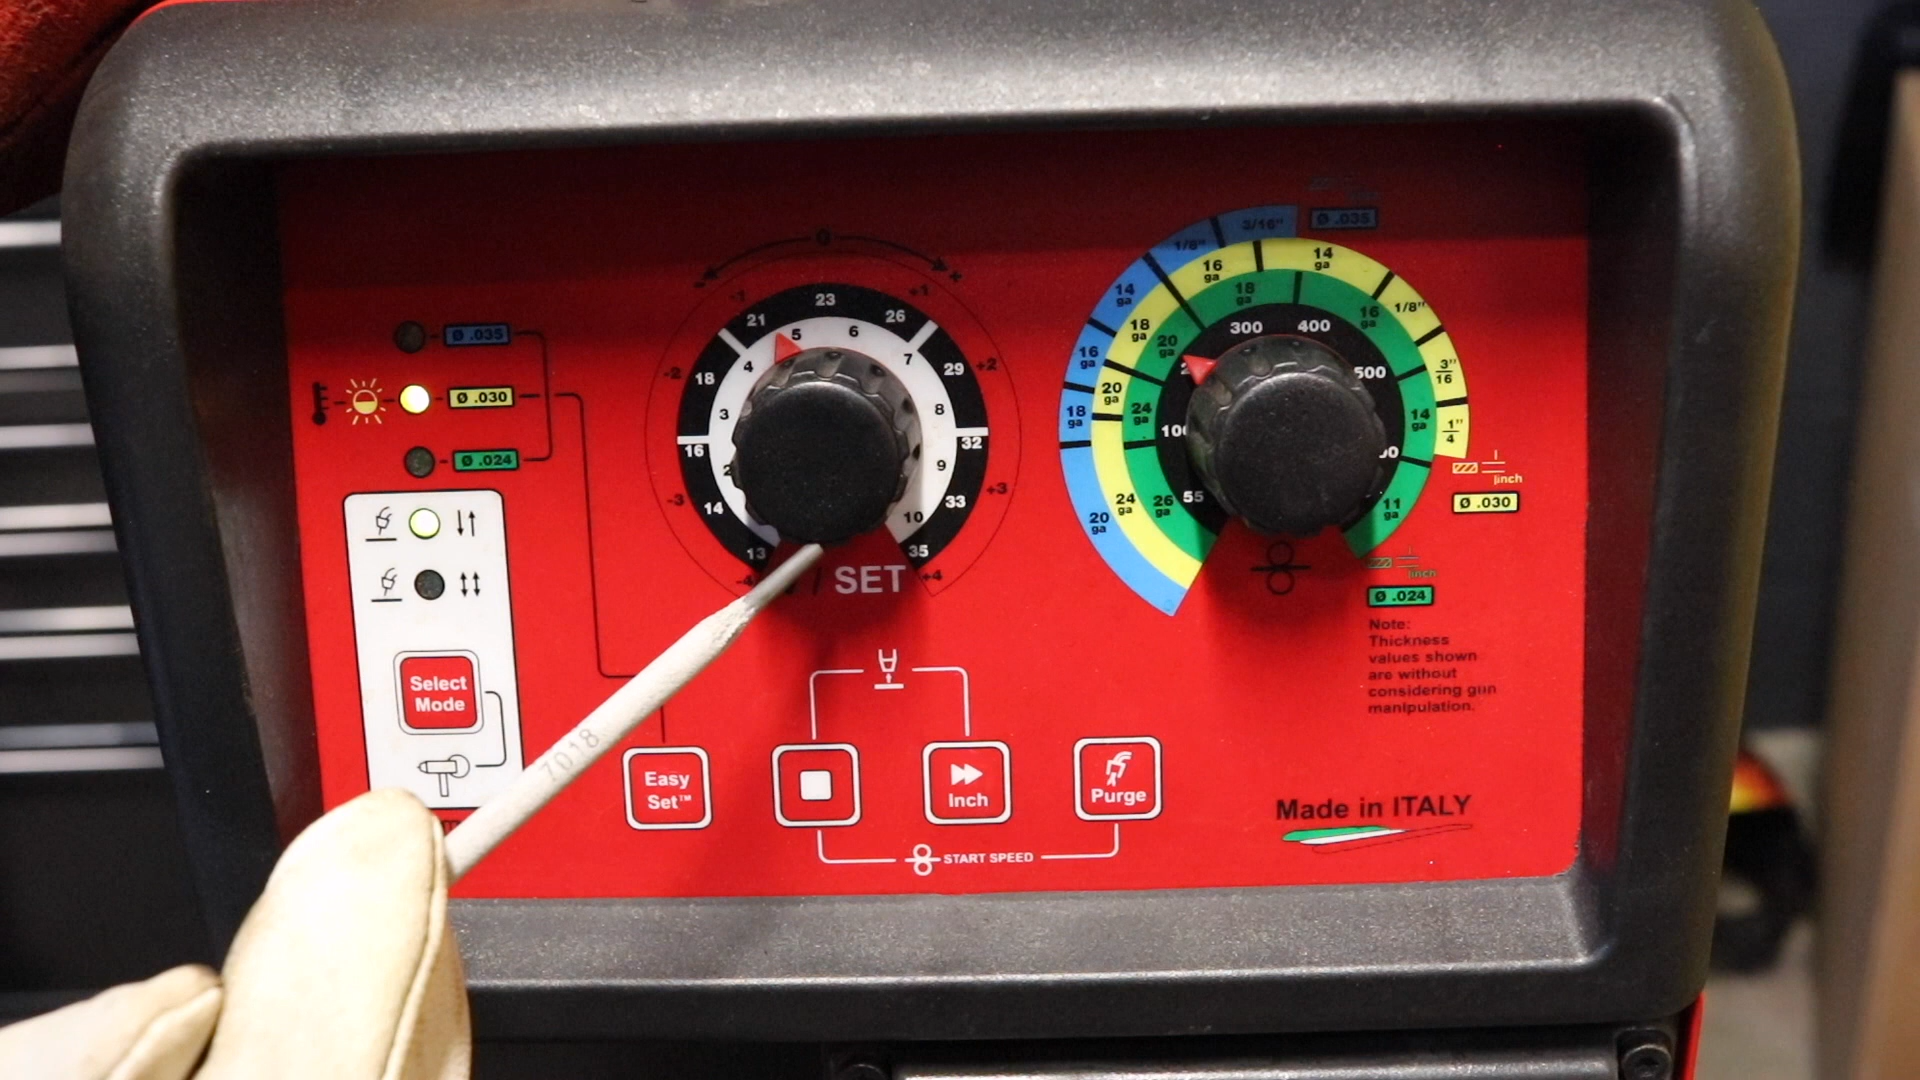 Ø .035
Ø .030
Ø .024
Select
Mode
0
-
+
-1
+1
-2
+2
-3
+3
-4
+4
13
14
16
18
21
23
26
29
32
33
35
3
4
5
6
7
8
9
10
SET
7018
Easy
Set™
Inch
Purge
START SPEED
3/16"
1/8"
14
ga
16
ga
18
ga
20
ga
Ø .035
14
ga
16
ga
18
ga
20
ga
24
ga
1/8"
3"
16
1"
4
18
ga
20
ga
24
ga
26
ga
16
ga
14
ga
11
ga
55
300
400
500
inch
Ø .030
inch
Ø .024
Note:
Thickness
values shown
are without
considering gun
manipulation.
Made in ITALY